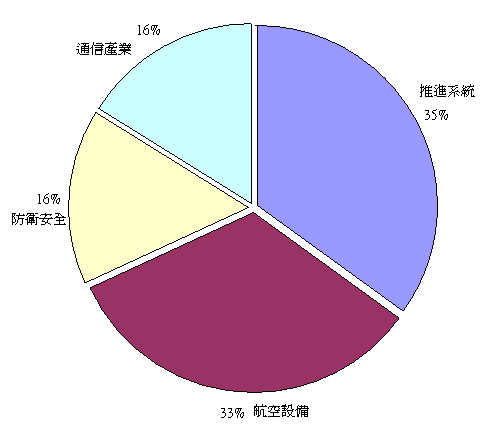 16%
通信產業
推進系統
35%
16%
防衛安全
33% 航空設備